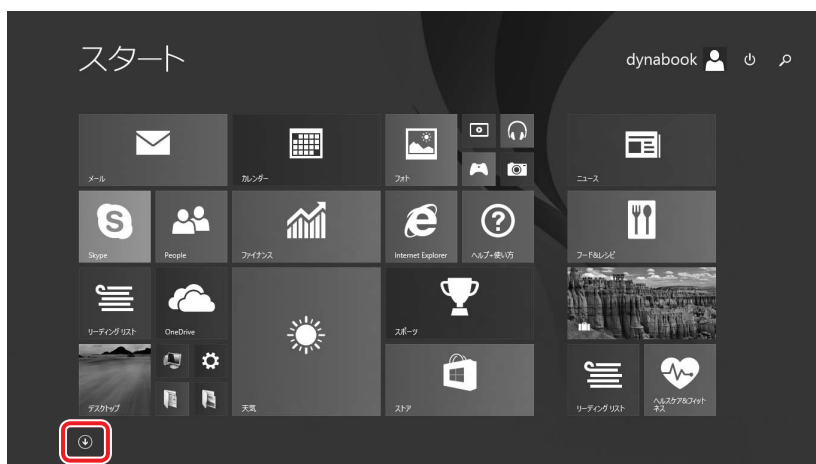 スタート
dynabook
メール
カレンダー
フォト
ニュース
S
Skype
People
ファイナンス
Internet Explorer
ヘルプ+使い方
フード&レシピ
リーディング リスト
OneDrive
天気
スポーツ
デスクトップ
ストア
リーディング リスト
ヘルスケア&フィット
ネス